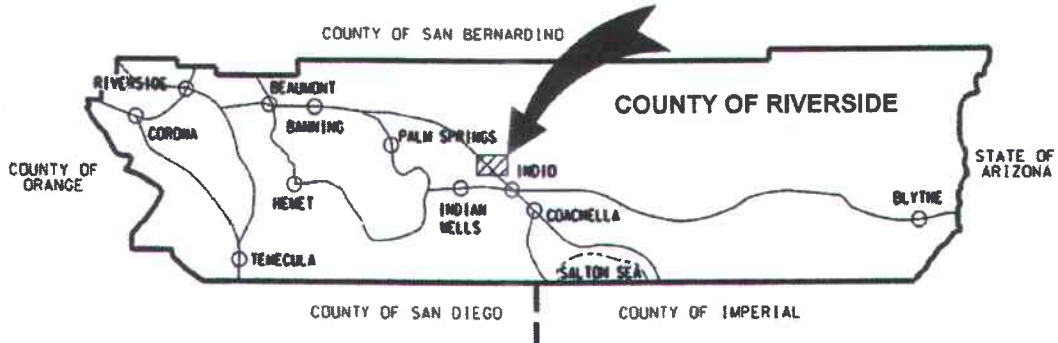 COUNTY OF SAN BERNARDINO
RIVERSIDE
BEAUMONT
COUNTY OF RIVERSIDE
CORONA
BANNING
PALM SPRINGS
COUNTY OF
ORANGE
STATE OF
ARIZONA
HEMET
INDIO
INDIAN
WELLS
BLYTHE
COACHELLA
TEMECULA
SALTON SEA
COUNTY OF SAN DIEGO
COUNTY OF IMPERIAL